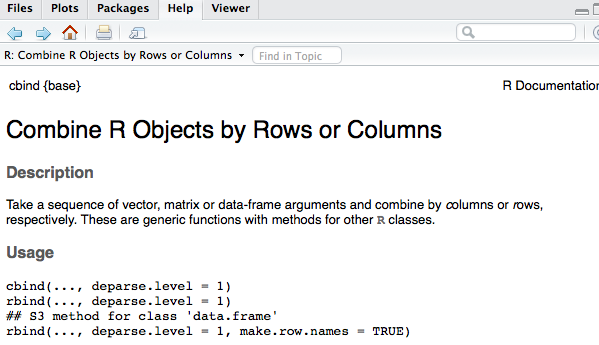 Files Plots Packages Help Viewer
R: Combine R Objects by Rows or Columns Find in Topic
cbind {base} R Documentation
Combine R Objects by Rows or Columns
Description
Take a sequence of vector, matrix or data-frame arguments and combine by columns or rows,
respectively. These are generic functions with methods for other R classes.
Usage
cbind(..., deparse.level = 1)
rbind(..., deparse.level = 1)
## S3 method for class 'data.frame'
rbind(..., deparse.level = 1, make.row.names = TRUE)